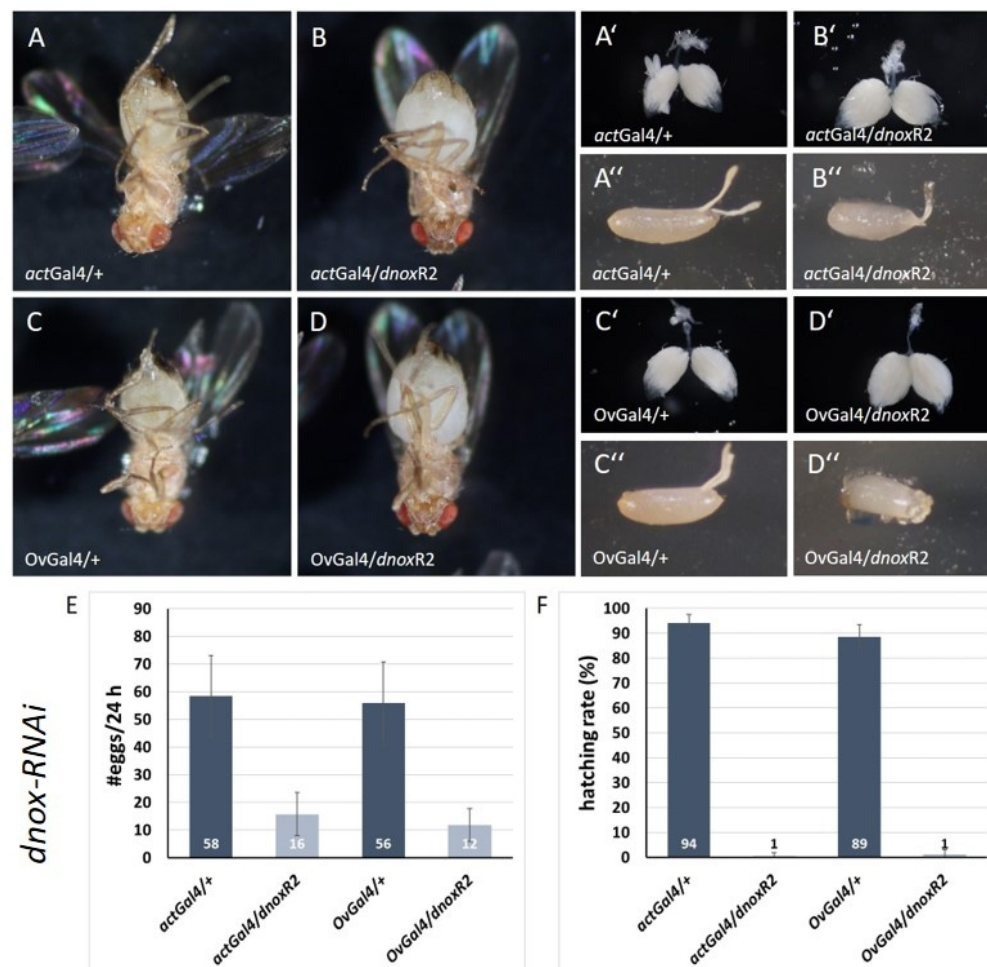 A
actGal4/+
B
actGal4/dnoxR2
A‘
actGal4/+
B‘
actGal4/dnoxR2
A‘‘
actGal4/+
B‘‘
actGal4/dnoxR2
C
OvGal4/+
D
OvGal4/dnoxR2
C‘
OvGal4/+
D‘
OvGal4/dnoxR2
C‘‘
OvGal4/+
D‘‘
OvGal4/dnoxR2
dnox-RNAi
E
#eggs/24 h
90
80
70
60
50
40
30
20
10
0
58
16
56
12
actGal4/+
actGal4/dnoxR2
OvGal4/+
OvGal4/dnoxR2
F
hatching rate (%)
100
90
80
70
60
50
40
30
20
10
0
94
1
89
1
actGal4/+
actGal4/dnoxR2
OvGal4/+
OvGal4/dnoxR2